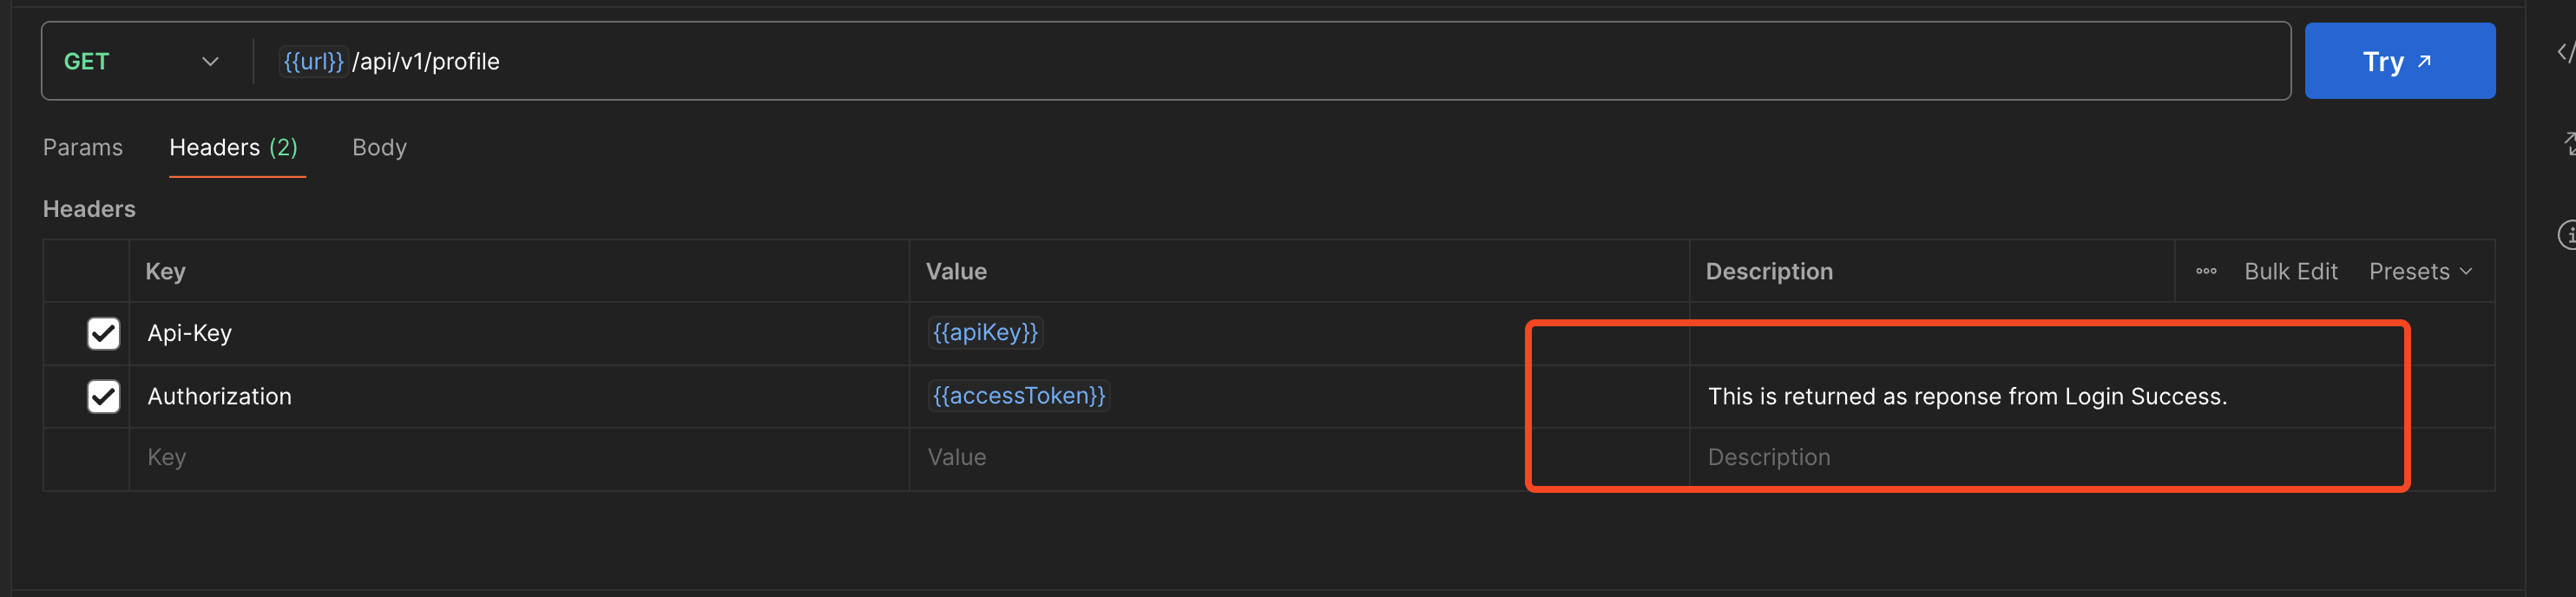 GET {{url}}/api/v1/profile Try ↗
Params Headers (2) Body
Headers
Key Value Description ••• Bulk Edit Presets
Api-Key {{apiKey}}
Authorization {{accessToken}} This is returned as reponse from Login Success.
Key Value Description